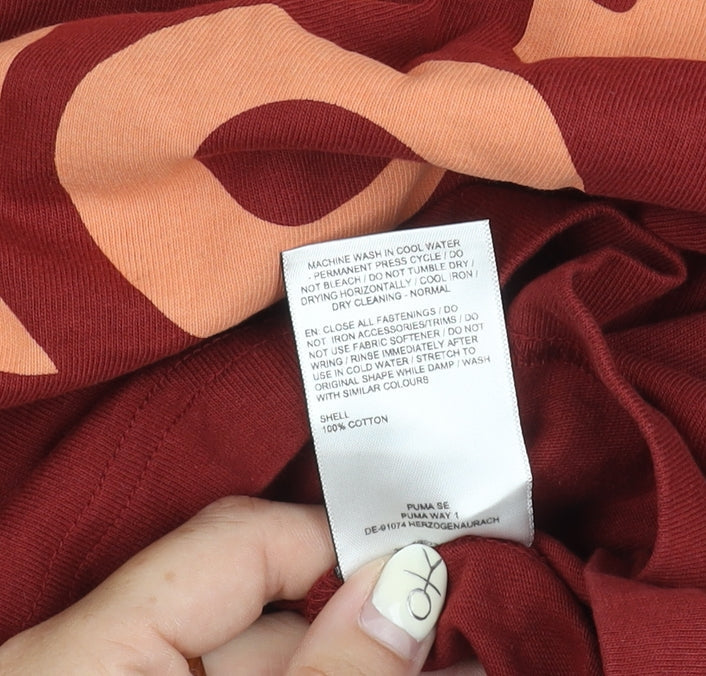 MACHINE WASH IN COOL WATER
- PERMANENT PRESS CYCLE / DO
NOT BLEACH / DO NOT TUMBLE DRY /
DRYING HORIZONTALLY / COOL IRON /
DRY CLEANING - NORMAL
EN: CLOSE ALL FASTENINGS / DO
NOT IRON ACCESSORIES/TRIMS / DO
NOT USE FABRIC SOFTENER / DO NOT
WRING / RINSE IMMEDIATELY AFTER
USE IN COLD WATER / STRETCH TO
ORIGINAL SHAPE WHILE DAMP / WASH
WITH SIMILAR COLOURS
SHELL
100% COTTON
PUMA SE
PUMA WAY 1
DE-91074 HERZOGENAURACH